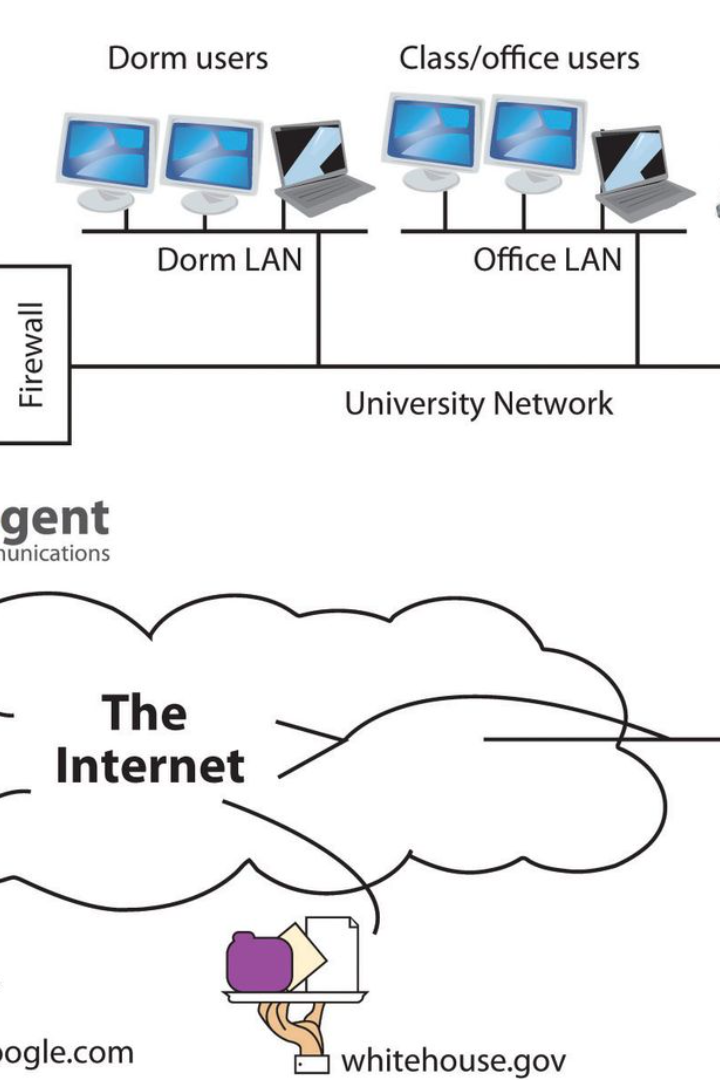 Dorm users
Class/office users
Dorm LAN
Office LAN
Firewall
University Network
gent
munications
The
Internet
oogle.com
whitehouse.gov